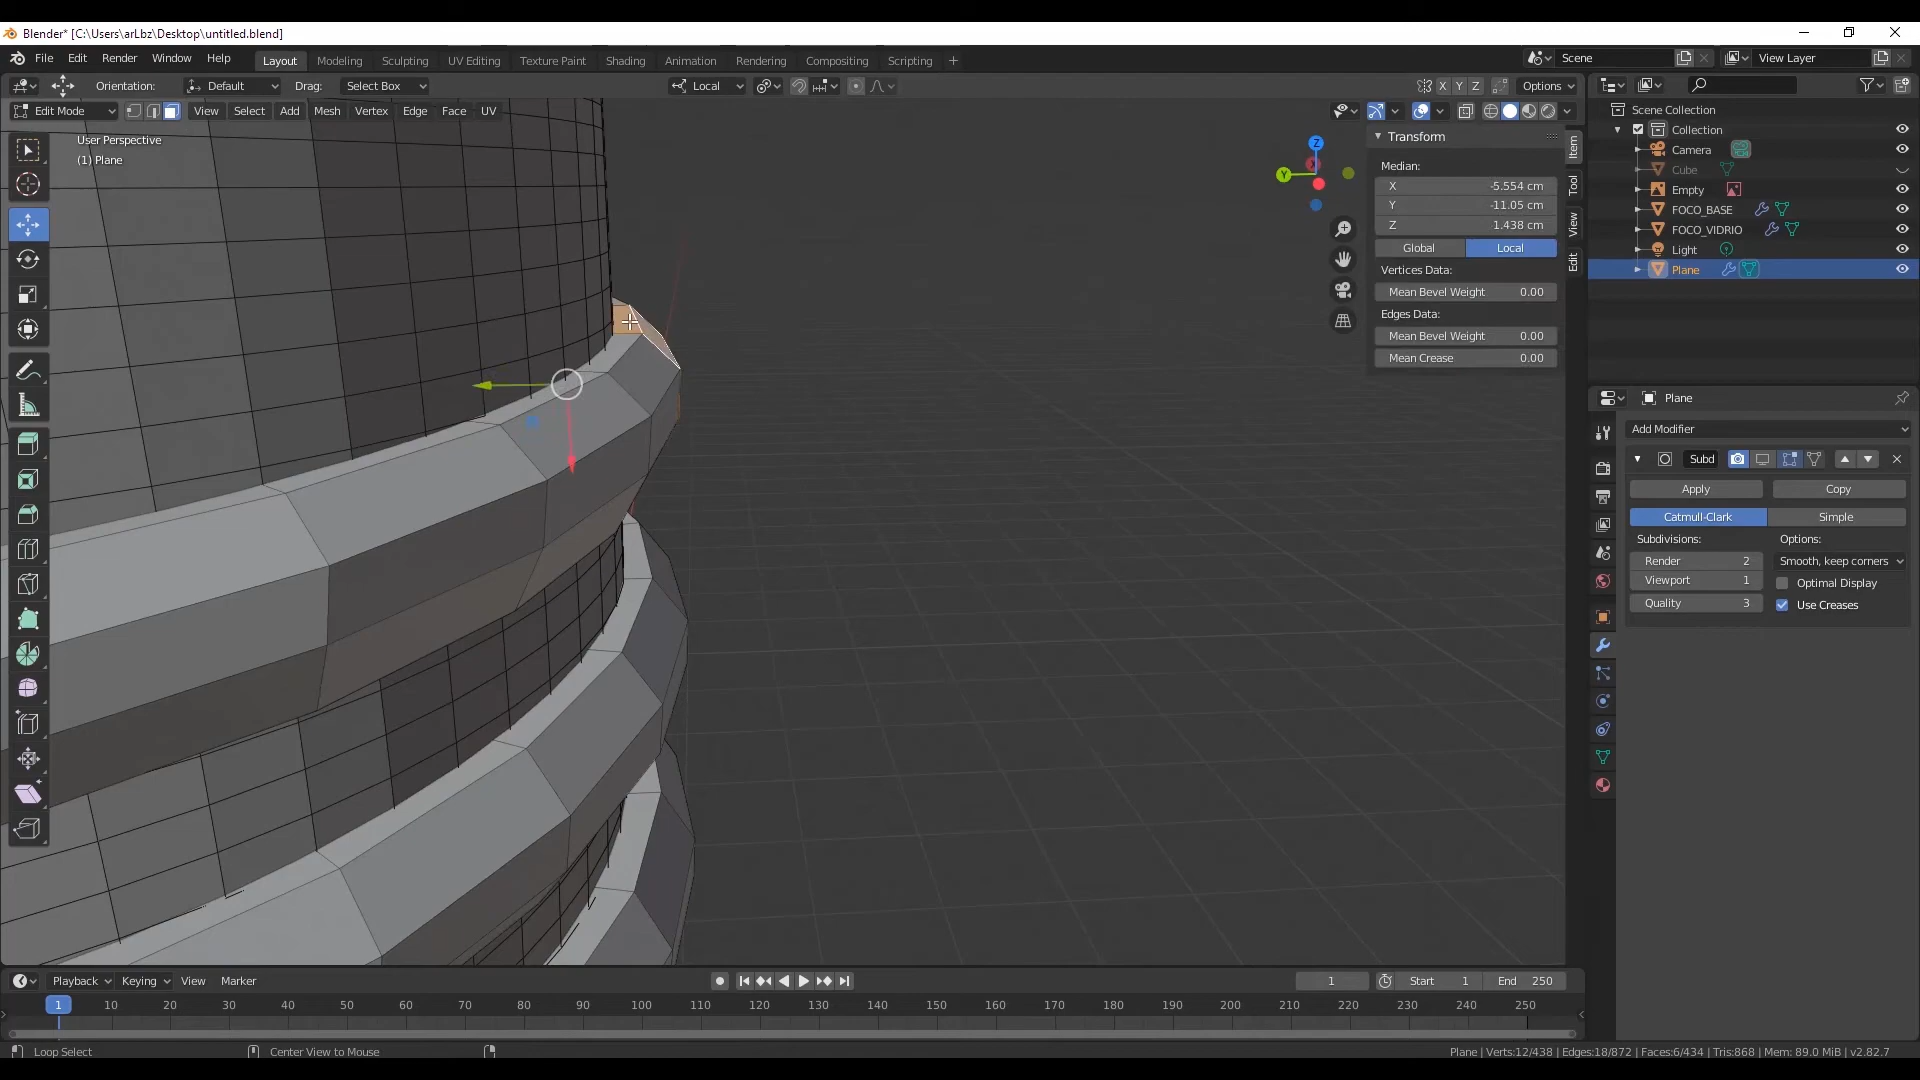 Blender* [C:\Users\arLbz\Desktop\untitled.blend]
File Edit Render Window Help Layout Modeling Sculpting UV Editing Texture Paint Shading Animation Rendering Compositing Scripting + Scene View Layer
Orientation: Default Drag: Select Box Local X Y Z Options
Edit Mode View Select Add Mesh Vertex Edge Face UV
User Perspective
(1) Plane
Z
Y
Transform
Median:
X -5.554 cm
Y -11.05 cm
Z 1.438 cm
Global Local
Vertices Data:
Mean Bevel Weight 0.00
Edges Data:
Mean Bevel Weight 0.00
Mean Crease 0.00
Item
Tool
View
Edit
Scene Collection
Collection
Camera
Cube
Empty
FOCO_BASE
FOCO_VIDRIO
Light
Plane
Plane
Add Modifier
Subd
Apply Copy
Catmull-Clark Simple
Subdivisions: Options:
Render 2 Smooth, keep corners
Viewport 1 Optimal Display
Quality 3 Use Creases
Playback Keying View Marker 1 Start 1 End 250
1 10 20 30 40 50 60 70 80 90 100 110 120 130 140 150 160 170 180 190 200 210 220 230 240 250
Loop Select Center View to Mouse Plane | Verts:12/438 | Edges:18/872 | Faces:6/434 | Tris:868 | Mem: 89.0 MiB | v2.82.7